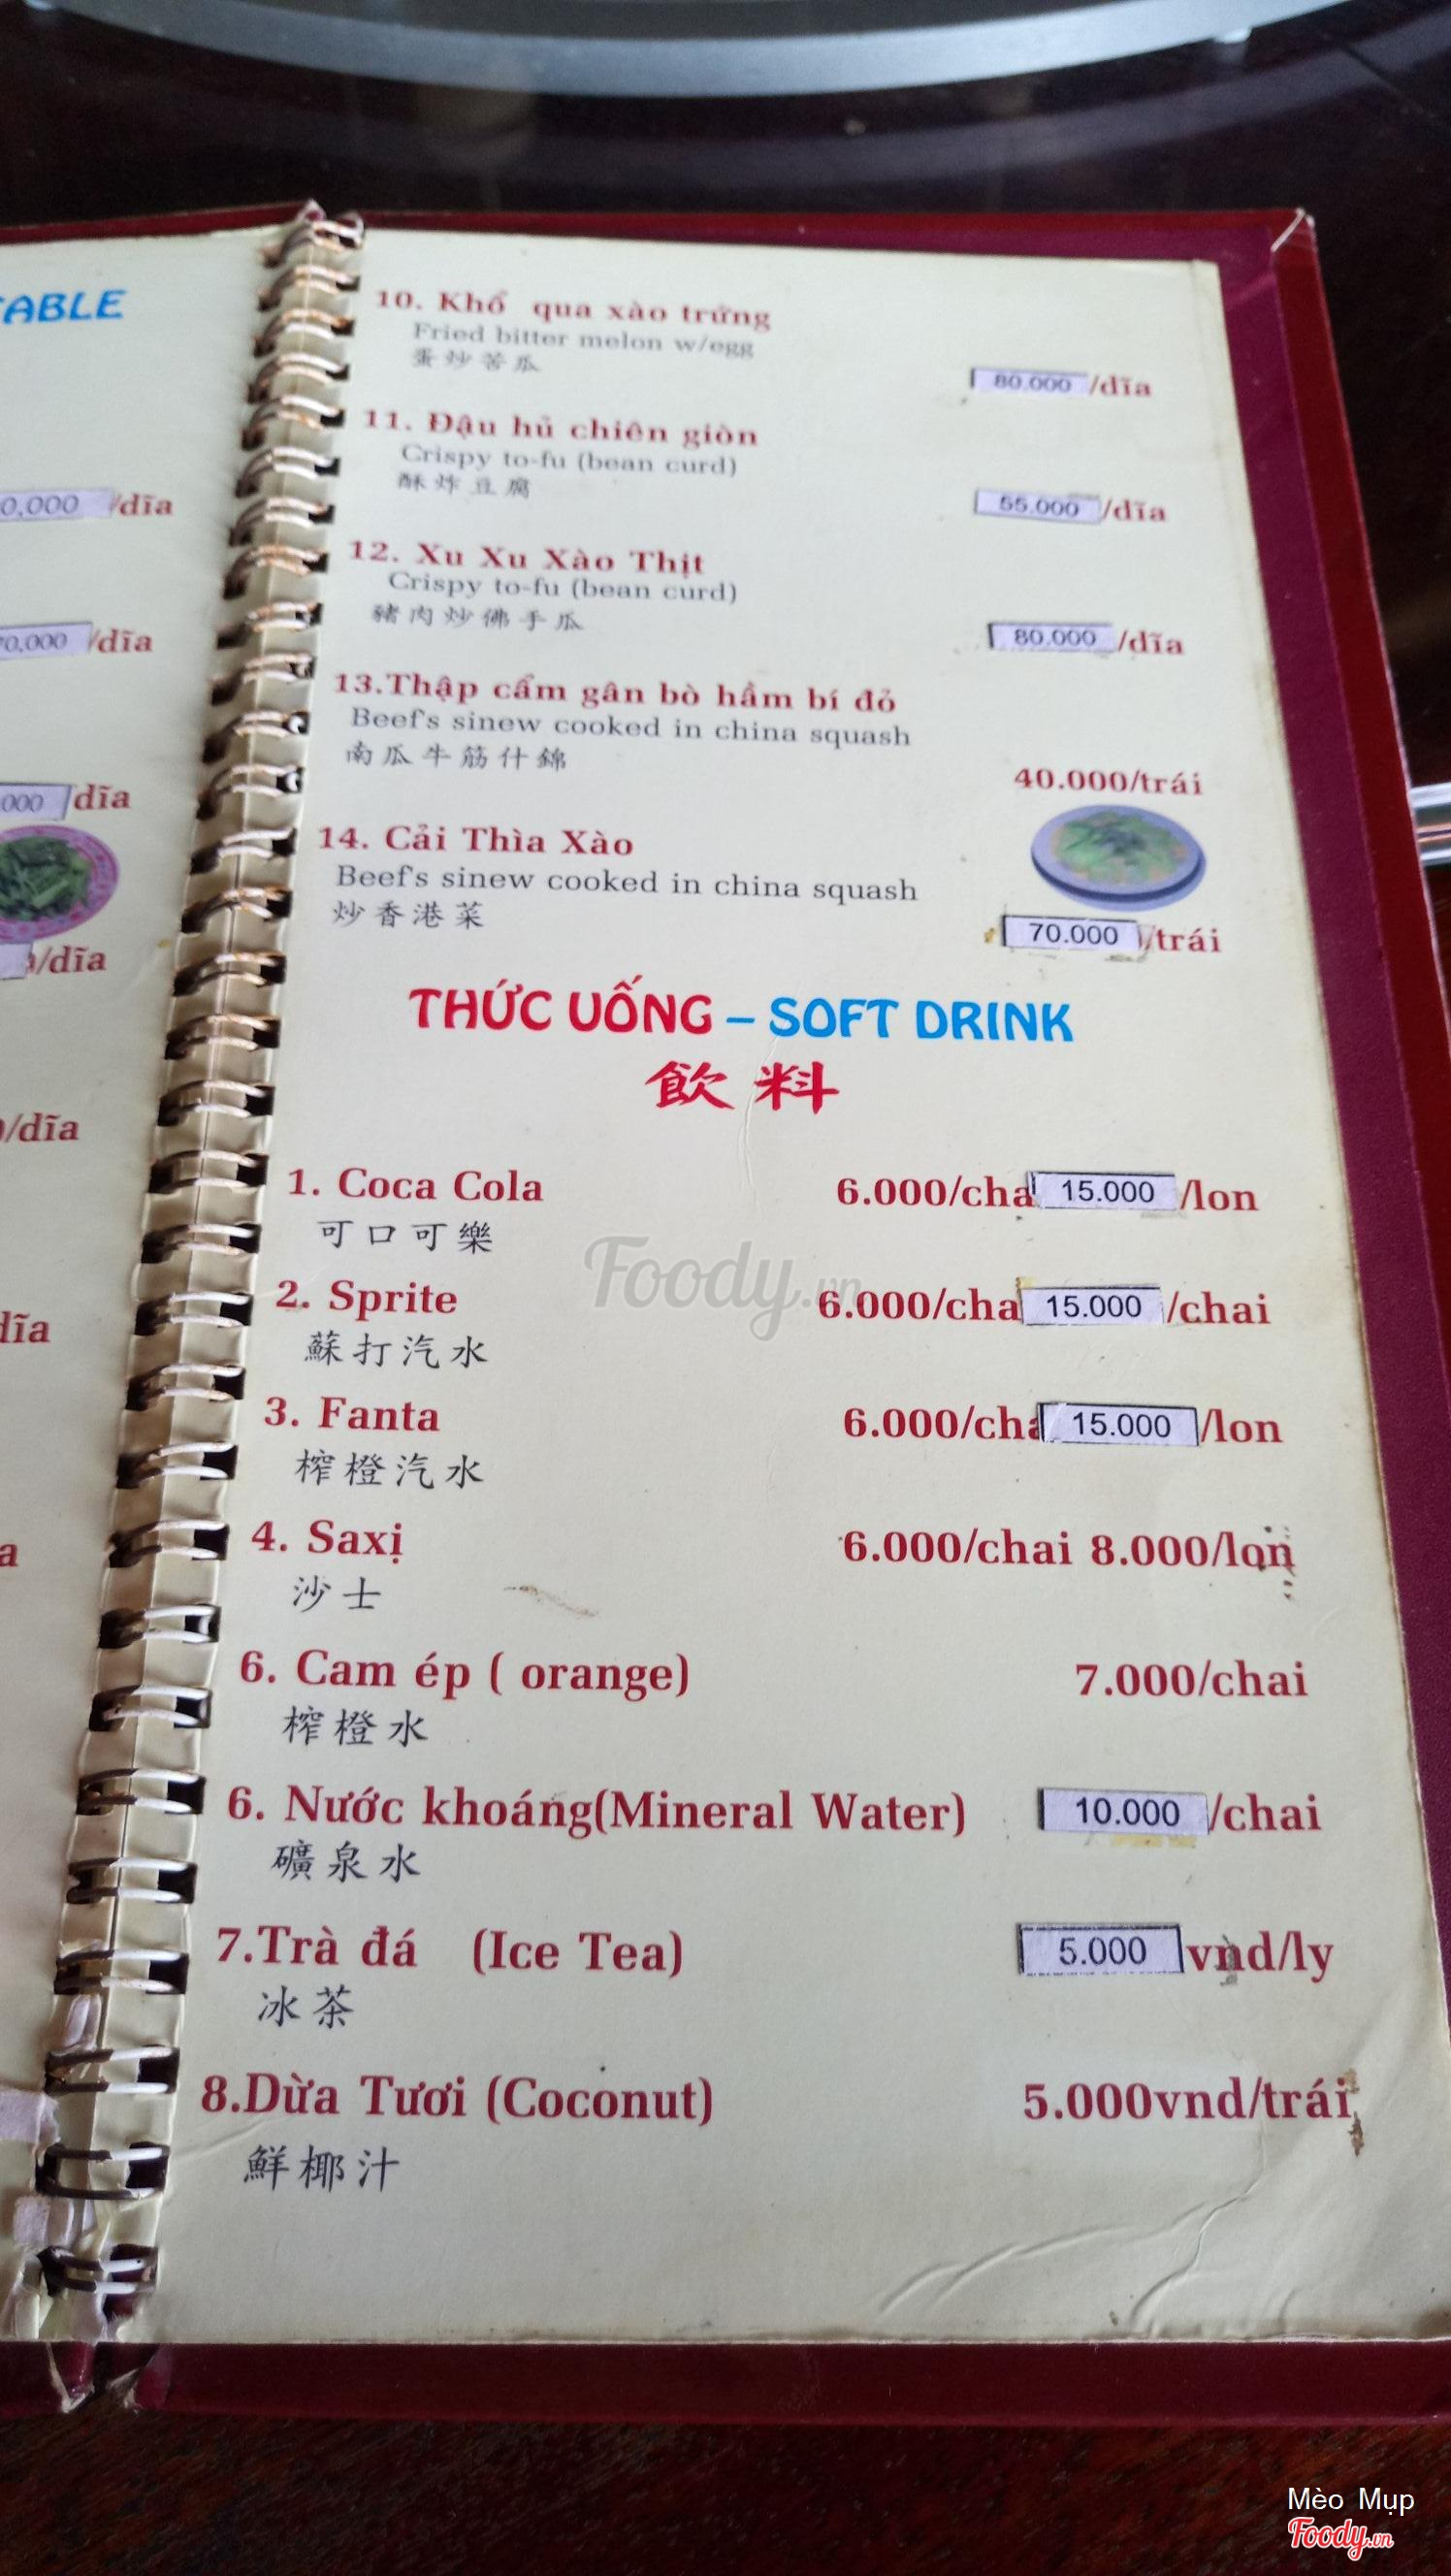 TABLE
0,000 /dĩa
0,000 /dĩa
000 /dĩa
/dĩa
/dĩa
dĩa
a
10. Khổ qua xào trứng
Fried bitter melon w/egg
蛋炒苦瓜
80.000 /dĩa
11. Đậu hủ chiên giòn
Crispy to-fu (bean curd)
酥炸豆腐
55.000 /dĩa
12. Xu Xu Xào Thịt
Crispy to-fu (bean curd)
豬肉炒佛手瓜
80.000 /dĩa
13.Thập cẩm gân bò hầm bí đỏ
Beef's sinew cooked in china squash
南瓜牛筋什錦
40.000/trái
14. Cải Thìa Xào
Beef's sinew cooked in china squash
炒香港菜
70.000 /trái
THỨC UỐNG – SOFT DRINK
飲料
1. Coca Cola 6.000/cha 15.000 /lon
可口可樂
Foody.vn
2. Sprite 6.000/cha 15.000 /chai
蘇打汽水
3. Fanta 6.000/cha 15.000 /lon
榨橙汽水
4. Saxị 6.000/chai 8.000/lon
沙士
6. Cam ép ( orange) 7.000/chai
榨橙水
6. Nước khoáng(Mineral Water) 10.000 /chai
礦泉水
7.Trà đá (Ice Tea) 5.000 vnd/ly
冰茶
8.Dừa Tươi (Coconut) 5.000vnd/trái
鮮椰汁
Mèo Mụp
Foody.vn